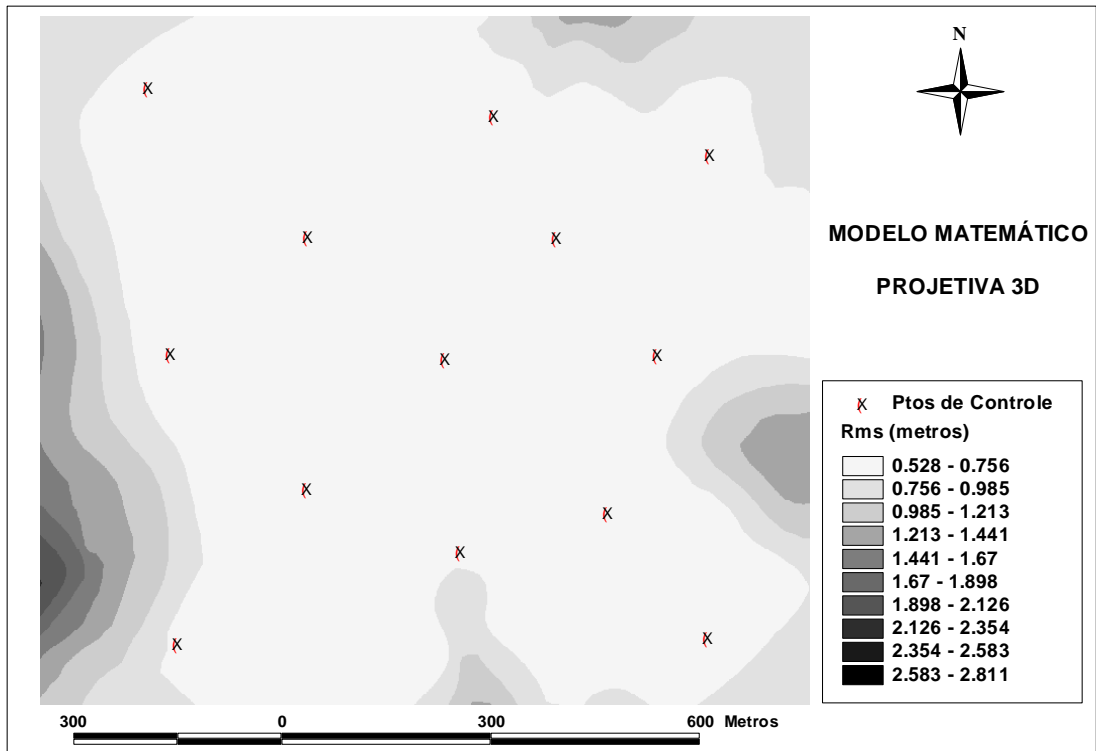 N
MODELO MATEMÁTICO
PROJETIVA 3D
X Ptos de Controle
Rms (metros)
0.528 - 0.756
0.756 - 0.985
0.985 - 1.213
1.213 - 1.441
1.441 - 1.67
1.67 - 1.898
1.898 - 2.126
2.126 - 2.354
2.354 - 2.583
2.583 - 2.811
300 0 300 600 Metros